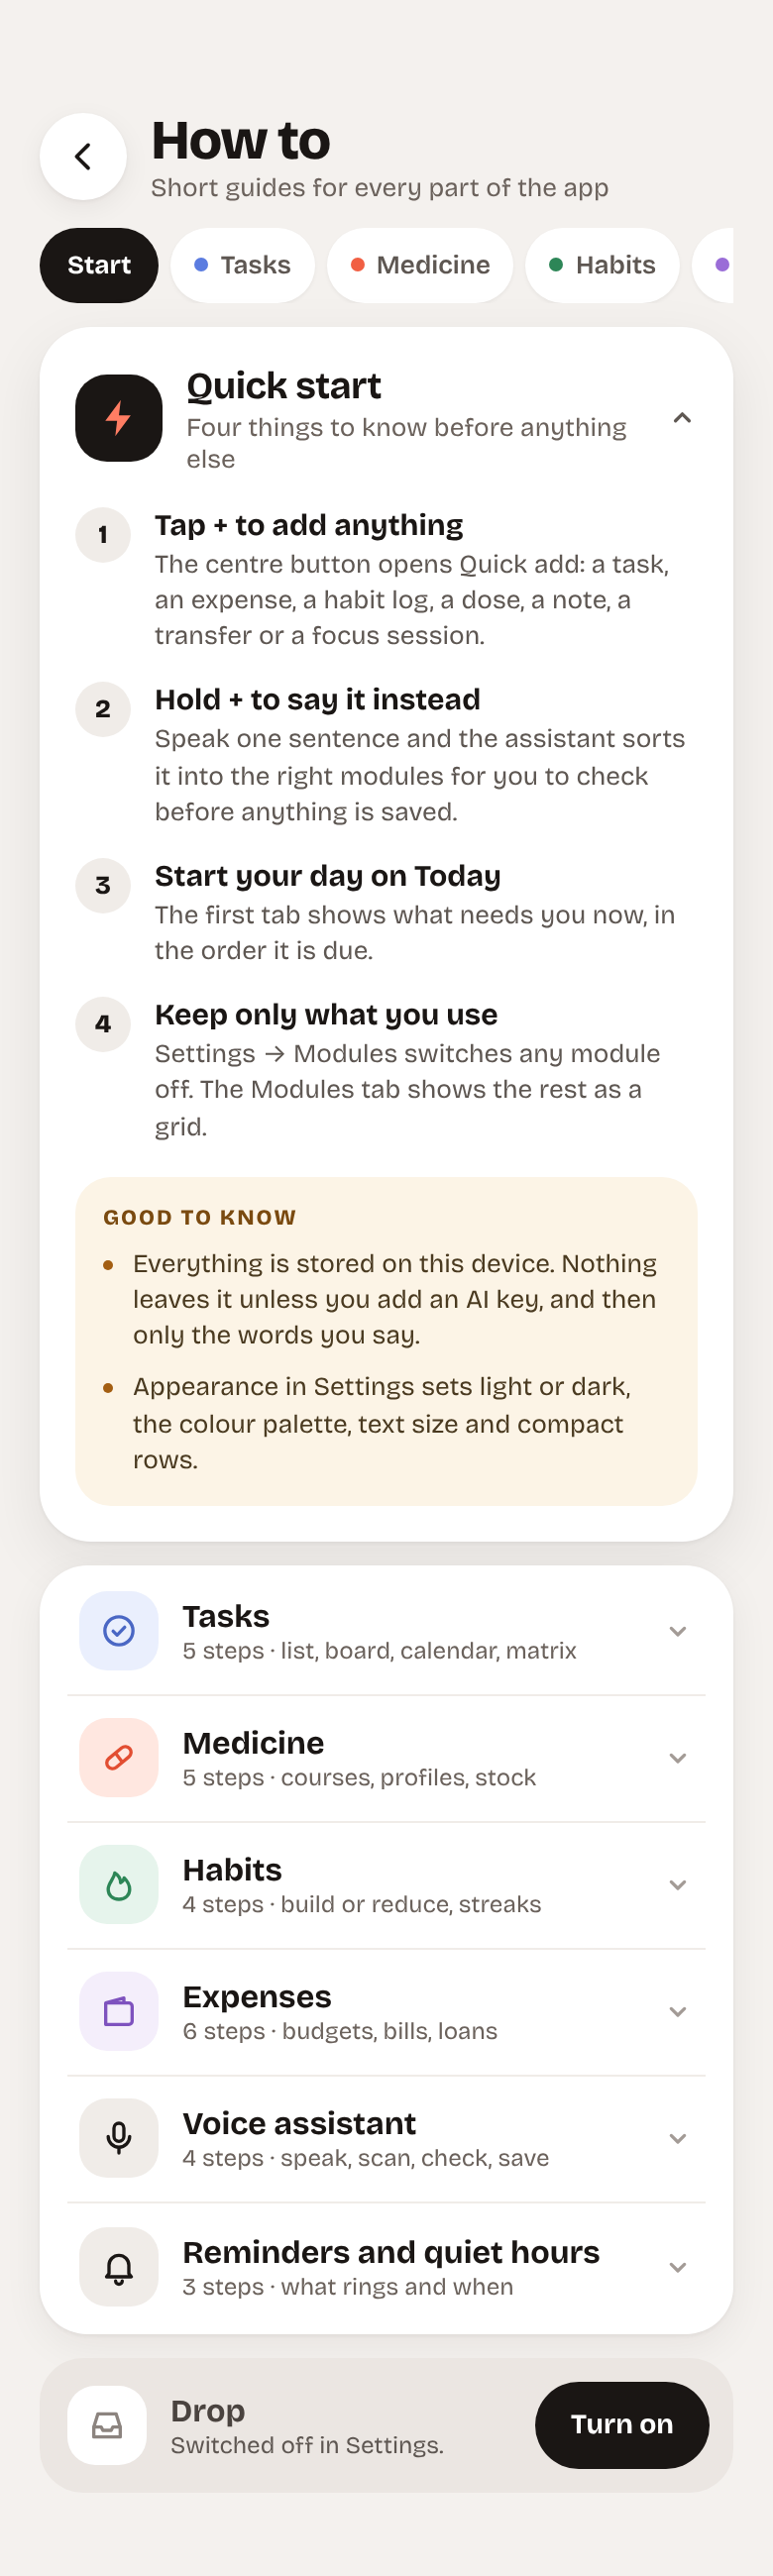 How to
Short guides for every part of the app
Start
Tasks
Medicine
Habits
Quick start
Four things to know before anything
else
1
Tap + to add anything
The centre button opens Quick add: a task,
an expense, a habit log, a dose, a note, a
transfer or a focus session.
2
Hold + to say it instead
Speak one sentence and the assistant sorts
it into the right modules for you to check
before anything is saved.
3
Start your day on Today
The first tab shows what needs you now, in
the order it is due.
4
Keep only what you use
Settings → Modules switches any module
off. The Modules tab shows the rest as a
grid.
GOOD TO KNOW
• Everything is stored on this device. Nothing
leaves it unless you add an AI key, and then
only the words you say.
• Appearance in Settings sets light or dark,
the colour palette, text size and compact
rows.
Tasks
5 steps · list, board, calendar, matrix
Medicine
5 steps · courses, profiles, stock
Habits
4 steps · build or reduce, streaks
Expenses
6 steps · budgets, bills, loans
Voice assistant
4 steps · speak, scan, check, save
Reminders and quiet hours
3 steps · what rings and when
Drop
Switched off in Settings.
Turn on